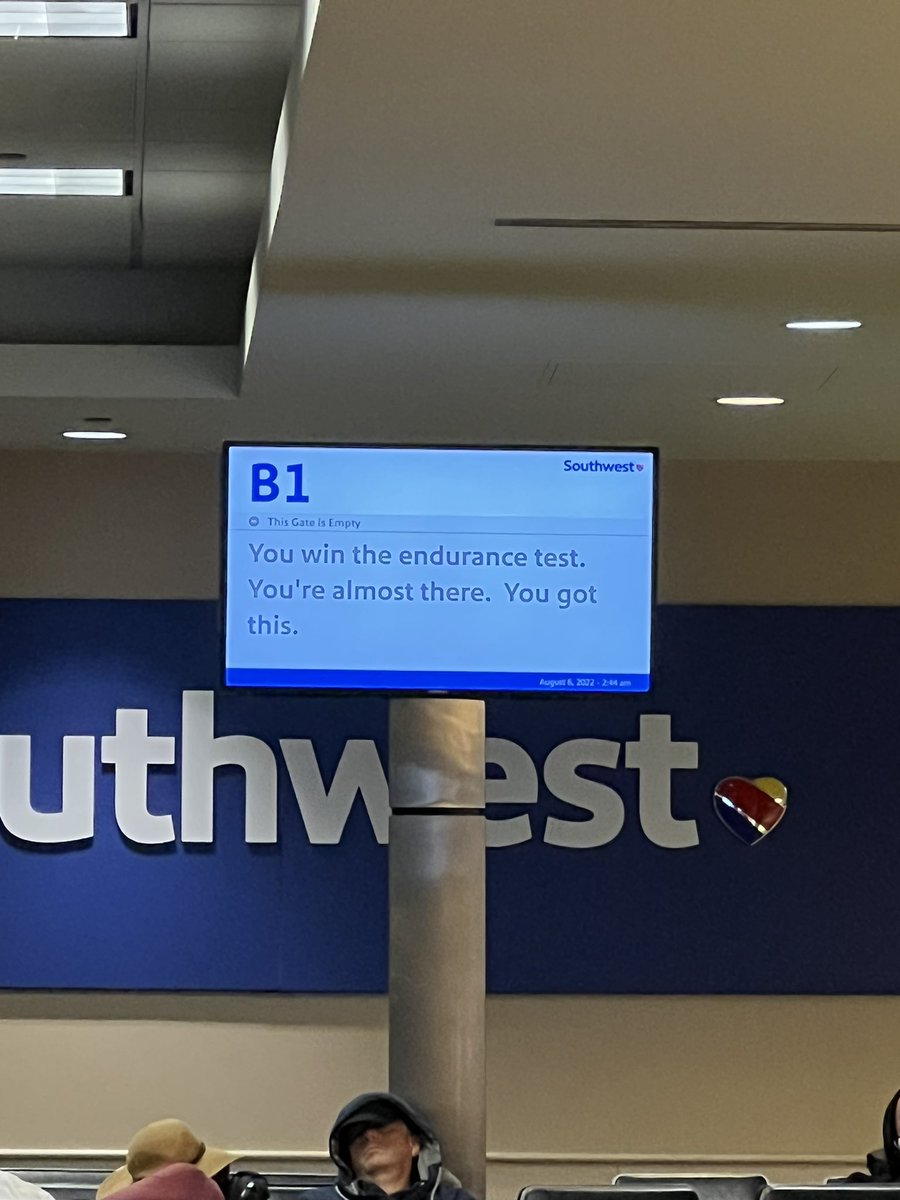 B1
Southwest
This Gate is Empty
You win the endurance test.
You're almost there.  You got
this.
August 6, 2022 - 2:44 am
uthwest